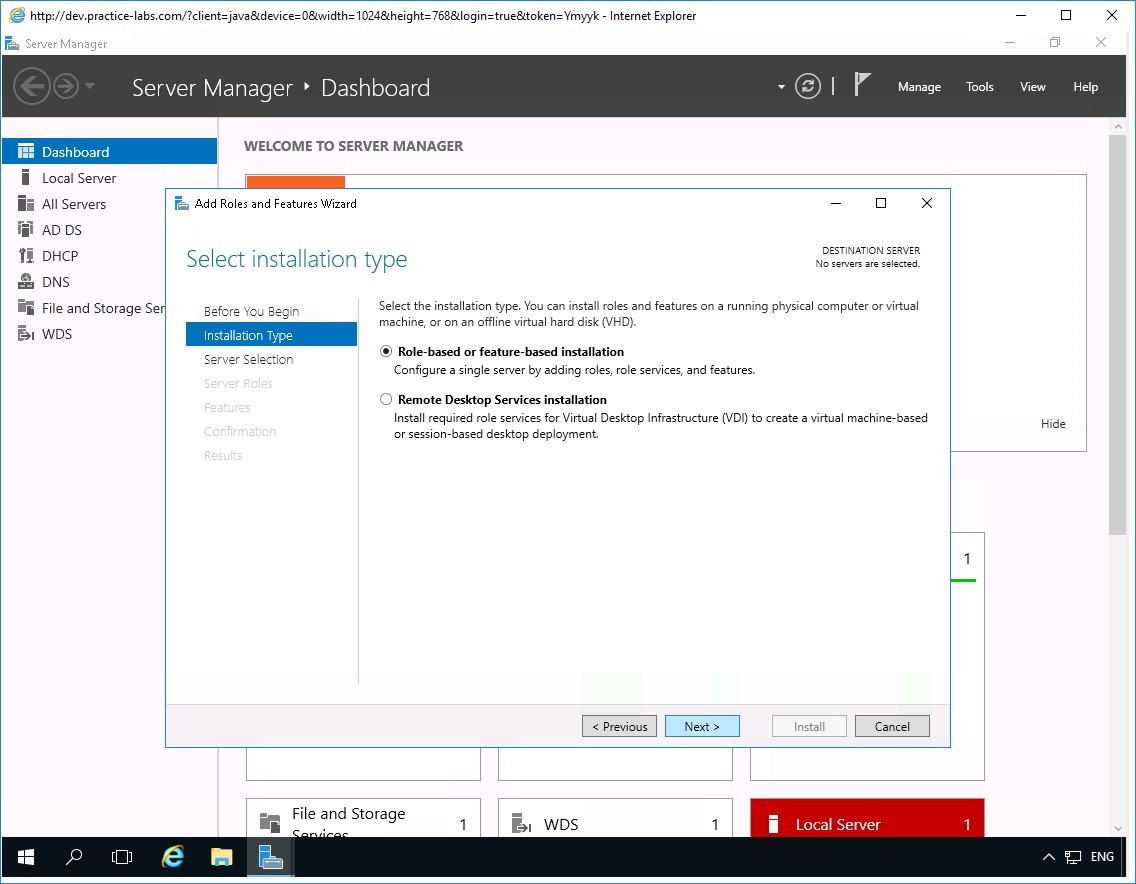 http://dev.practice-labs.com/?client=java&device=0&width=1024&height=768&login=true&token=Ymyyk - Internet Explorer
Server Manager
Server Manager ‣ Dashboard
Manage
Tools
View
Help
Dashboard
Local Server
All Servers
AD DS
DHCP
DNS
File and Storage Ser
WDS
WELCOME TO SERVER MANAGER
Add Roles and Features Wizard
Select installation type
DESTINATION SERVER
No servers are selected.
Before You Begin
Installation Type
Server Selection
Server Roles
Features
Confirmation
Results
Select the installation type. You can install roles and features on a running physical computer or virtual
machine, or on an offline virtual hard disk (VHD).
Role-based or feature-based installation
Configure a single server by adding roles, role services, and features.
Remote Desktop Services installation
Install required role services for Virtual Desktop Infrastructure (VDI) to create a virtual machine-based
or session-based desktop deployment.
Hide
1
< Previous
Next >
Install
Cancel
File and Storage
Services
1
WDS
1
Local Server
1
ENG